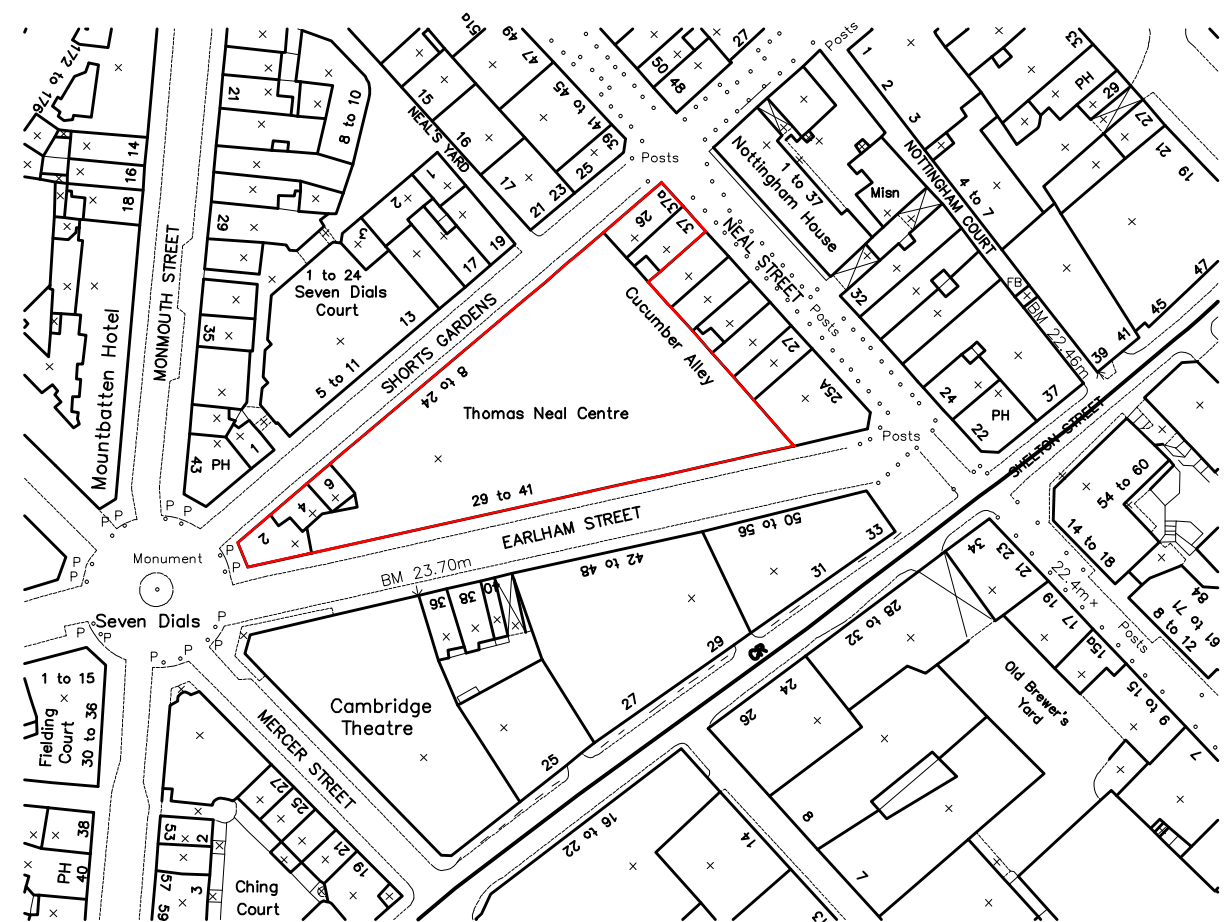 172 to 176
21
8 to 10
14
16
18
29
35
43
PH
1
MONMOUTH STREET
Mountbatten Hotel
51a
49
47
41 to 45
39
15
NEAL'S YARD
16
17
21
23
25
1
2
3
19
17
13
1 to 24
Seven Dials
Court
5 to 11
SHORTS GARDENS
8 to 24
50
48
27
Posts
Posts
37a
37
26
NEAL STREET
Posts
Nottingham House
1 to 37
Misn
1
2
3
NOTTINGHAM COURT
4 to 7
33
PH
29
27
21
19
47
45
41
39
FB
BM 22.46m
32
24
22
PH
37
Cucumber Alley
27
25A
Thomas Neal Centre
6
4
2
29 to 41
EARLHAM STREET
Posts
SHELTON STREET
54 to 60
14 to 18
P
P
P
P
P
P
P
P
P
P
P
P
Monument
Seven Dials
BM 23.70m
36
38
40
42 to 48
50 to 56
33
31
29
27
25
CR
Cambridge
Theatre
MERCER STREET
34
23
21
19
17
15a
22.4m
Posts
84
61 to 71
8 to 12
9 to 15
7
Old Brewer's
Yard
28 to 32
24
26
8
7
14
16 to 22
13
1 to 15
Fielding
Court
30 to 36
38
PH
40
53
2
57
3
59
27
25
21
19
Ching
Court